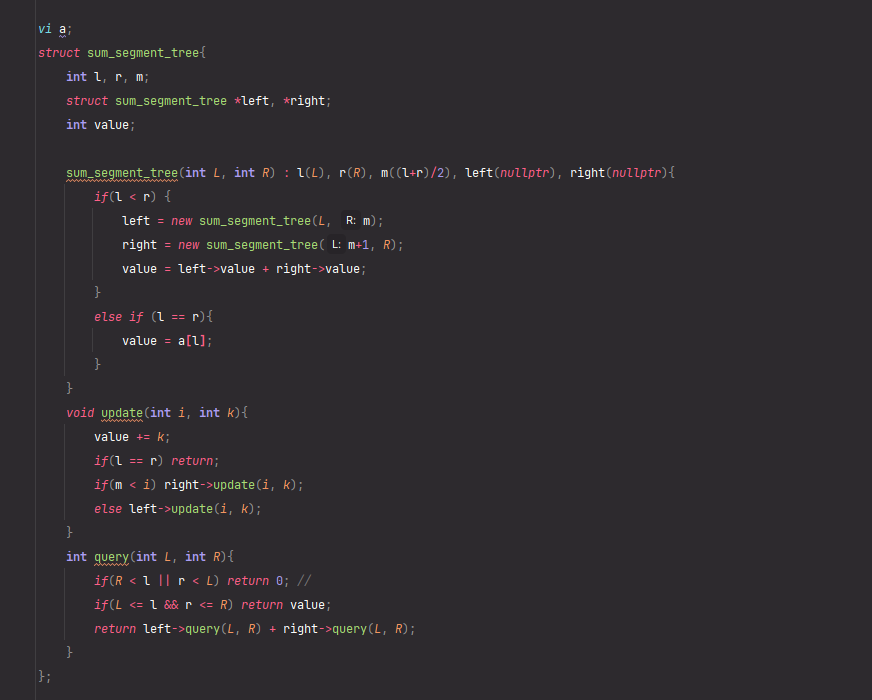 vi a;
struct sum_segment_tree{
    int l, r, m;
    struct sum_segment_tree *left, *right;
    int value;

    sum_segment_tree(int L, int R) : l(L), r(R), m((l+r)/2), left(nullptr), right(nullptr){
        if(l < r) {
            left = new sum_segment_tree(L, R: m);
            right = new sum_segment_tree( L: m+1, R);
            value = left->value + right->value;
        }
        else if (l == r){
            value = a[l];
        }
    }
    void update(int i, int k){
        value += k;
        if(l == r) return;
        if(m < i) right->update(i, k);
        else left->update(i, k);
    }
    int query(int L, int R){
        if(R < l || r < L) return 0; //
        if(L <= l && r <= R) return value;
        return left->query(L, R) + right->query(L, R);
    }
};